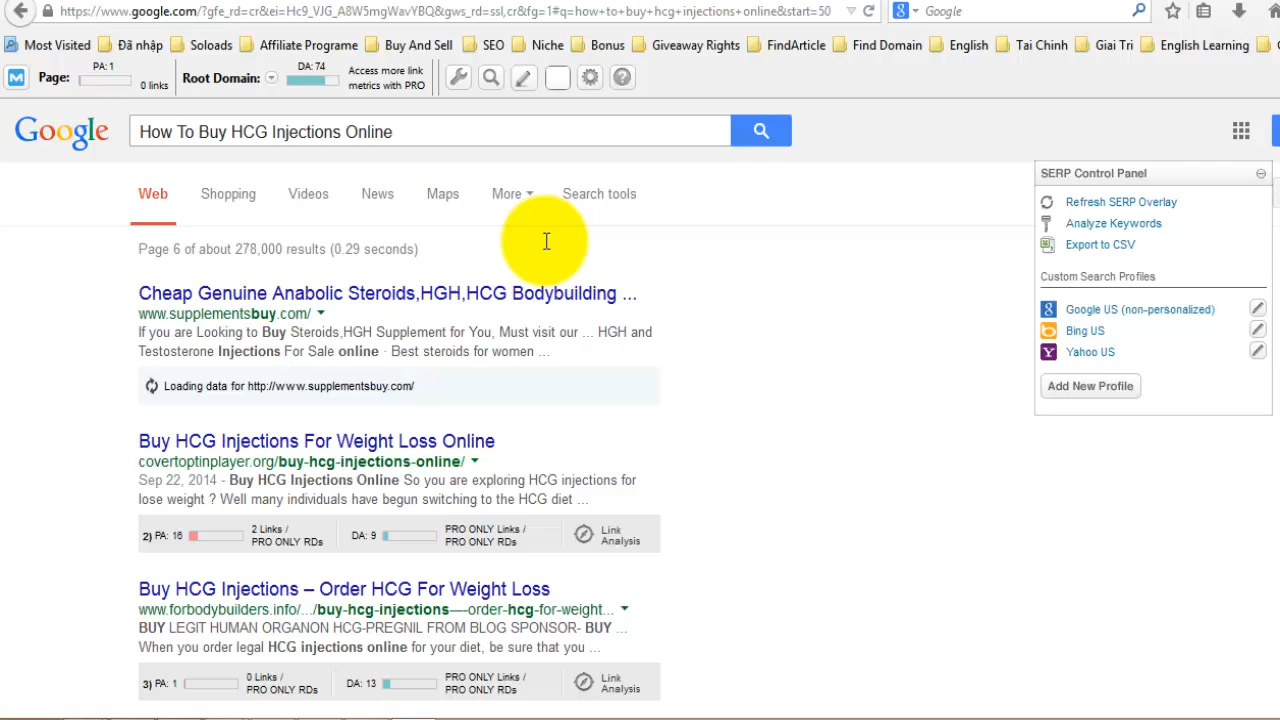 https://www.google.com/?gfe_rd=cr&ei=Hc9_VJG_A8W5mgWavYBQ&gws_rd=ssl,cr&fg=1#q=how+to+buy+hcg+injections+online&start=50
Google
Most Visited Đã nhập Soloads Affiliate Programe Buy And Sell SEO Niche Bonus Giveaway Rights FindArticle Find Domain English Tai Chinh Giai Tri English Learning
Page: PA: 1 0 links Root Domain: DA: 74 Access more link
metrics with PRO
Google How To Buy HCG Injections Online
Web Shopping Videos News Maps More Search tools
Page 6 of about 278,000 results (0.29 seconds)
Cheap Genuine Anabolic Steroids,HGH,HCG Bodybuilding ...
www.supplementsbuy.com/
If you are Looking to Buy Steroids,HGH Supplement for You, Must visit our ... HGH and
Testosterone Injections For Sale online · Best steroids for women ...
Loading data for http://www.supplementsbuy.com/
Buy HCG Injections For Weight Loss Online
covertoptinplayer.org/buy-hcg-injections-online/
Sep 22, 2014 - Buy HCG Injections Online So you are exploring HCG injections for
lose weight ? Well many individuals have begun switching to the HCG diet ...
2) PA: 16 2 Links / DA: 9 PRO ONLY Links / Link
PRO ONLY RDs PRO ONLY RDs Analysis
Buy HCG Injections – Order HCG For Weight Loss
www.forbodybuilders.info/.../buy-hcg-injections-–-order-hcg-for-weight...
BUY LEGIT HUMAN ORGANON HCG-PREGNIL FROM BLOG SPONSOR- BUY ...
When you order legal HCG injections online for your diet, be sure that you ...
3) PA: 1 0 Links / DA: 13 PRO ONLY Links / Link
PRO ONLY RDs PRO ONLY RDs Analysis
SERP Control Panel
Refresh SERP Overlay
Analyze Keywords
Export to CSV
Custom Search Profiles
Google US (non-personalized)
Bing US
Yahoo US
Add New Profile